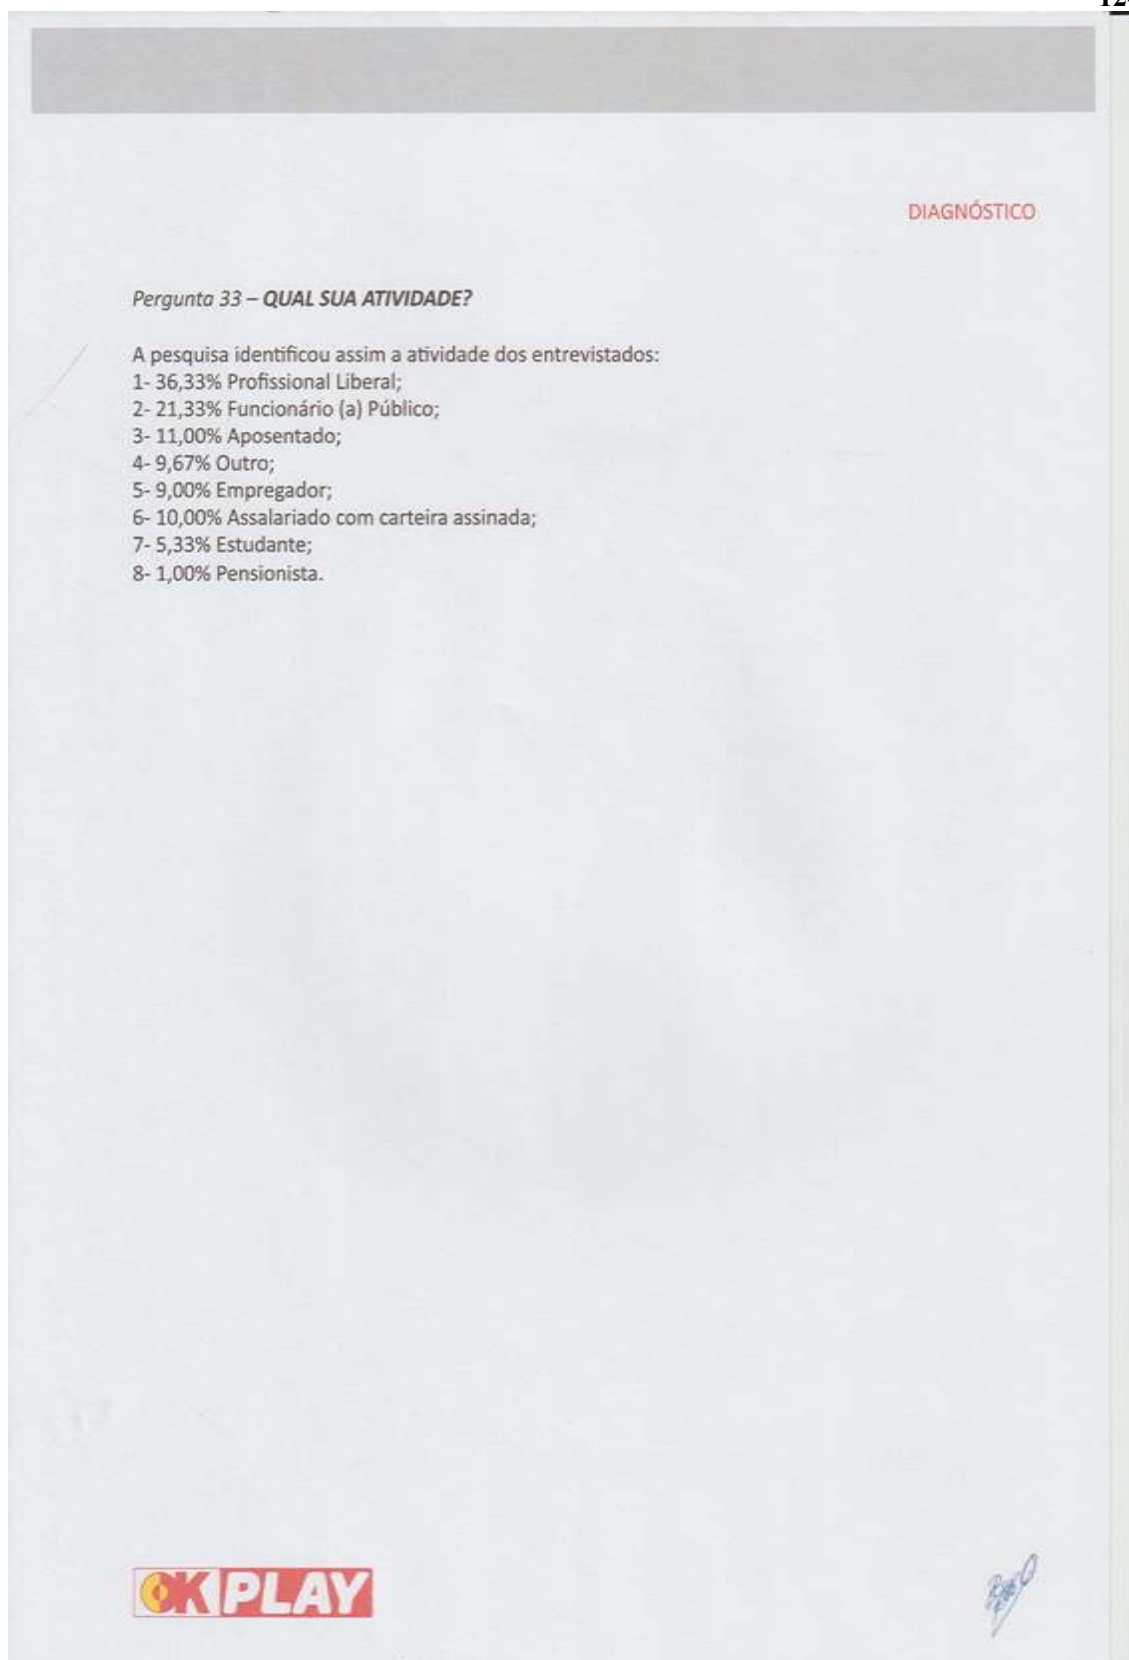 DIAGNÓSTICO
Pergunta 33 – QUAL SUA ATIVIDADE?
A pesquisa identificou assim a atividade dos entrevistados:
1- 36,33% Profissional Liberal;
2- 21,33% Funcionário (a) Público;
3- 11,00% Aposentado;
4- 9,67% Outro;
5- 9,00% Empregador;
6- 10,00% Assalariado com carteira assinada;
7- 5,33% Estudante;
8- 1,00% Pensionista.
OKPLAY